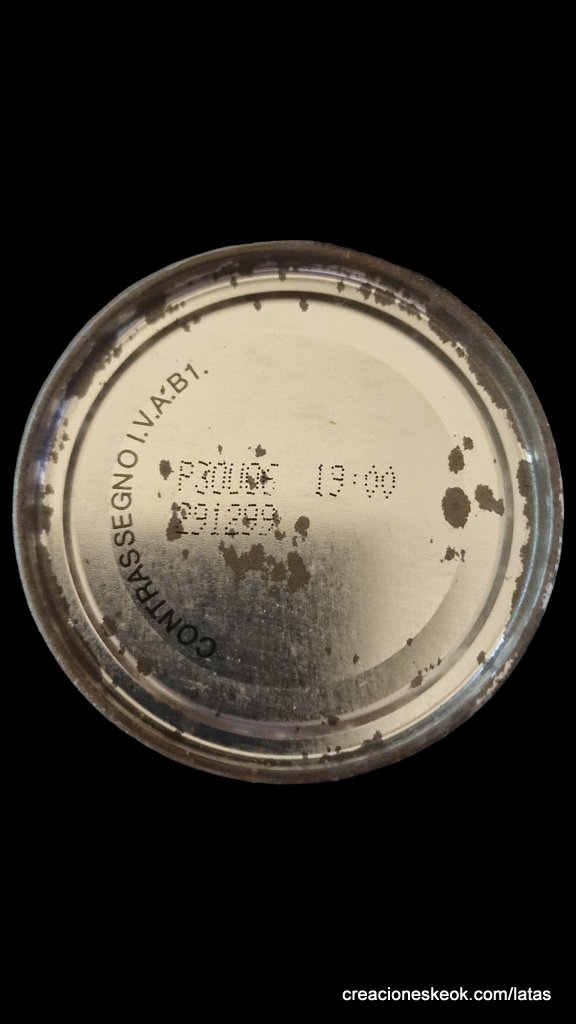 CONTRASSEGNO I.V.A.B1.
19:00
291299
creacioneskeok.com/latas